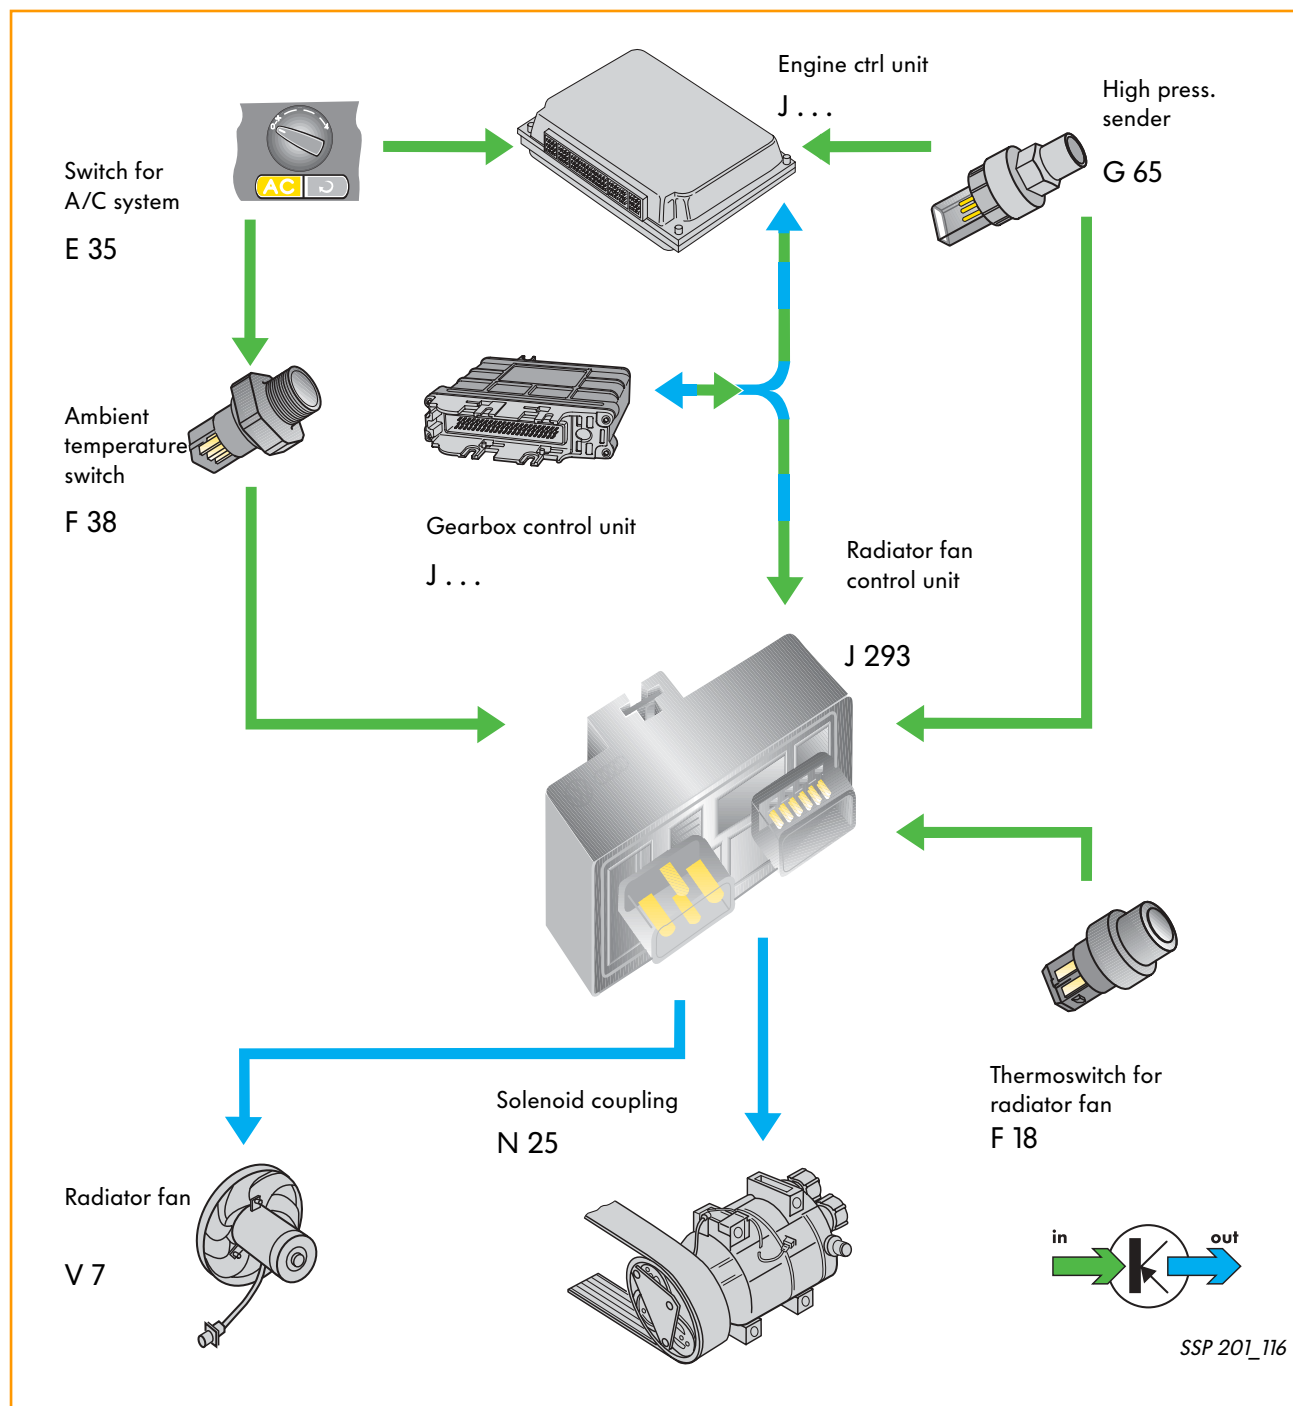 Engine ctrl unit
J . . .
High press.
sender
G 65
Switch for
A/C system
E 35
AC
Ambient
temperature
switch
F 38
Gearbox control unit
J . . .
Radiator fan
control unit
J 293
Solenoid coupling
N 25
Thermoswitch for
radiator fan
F 18
Radiator fan
V 7
in
out
SSP 201_116